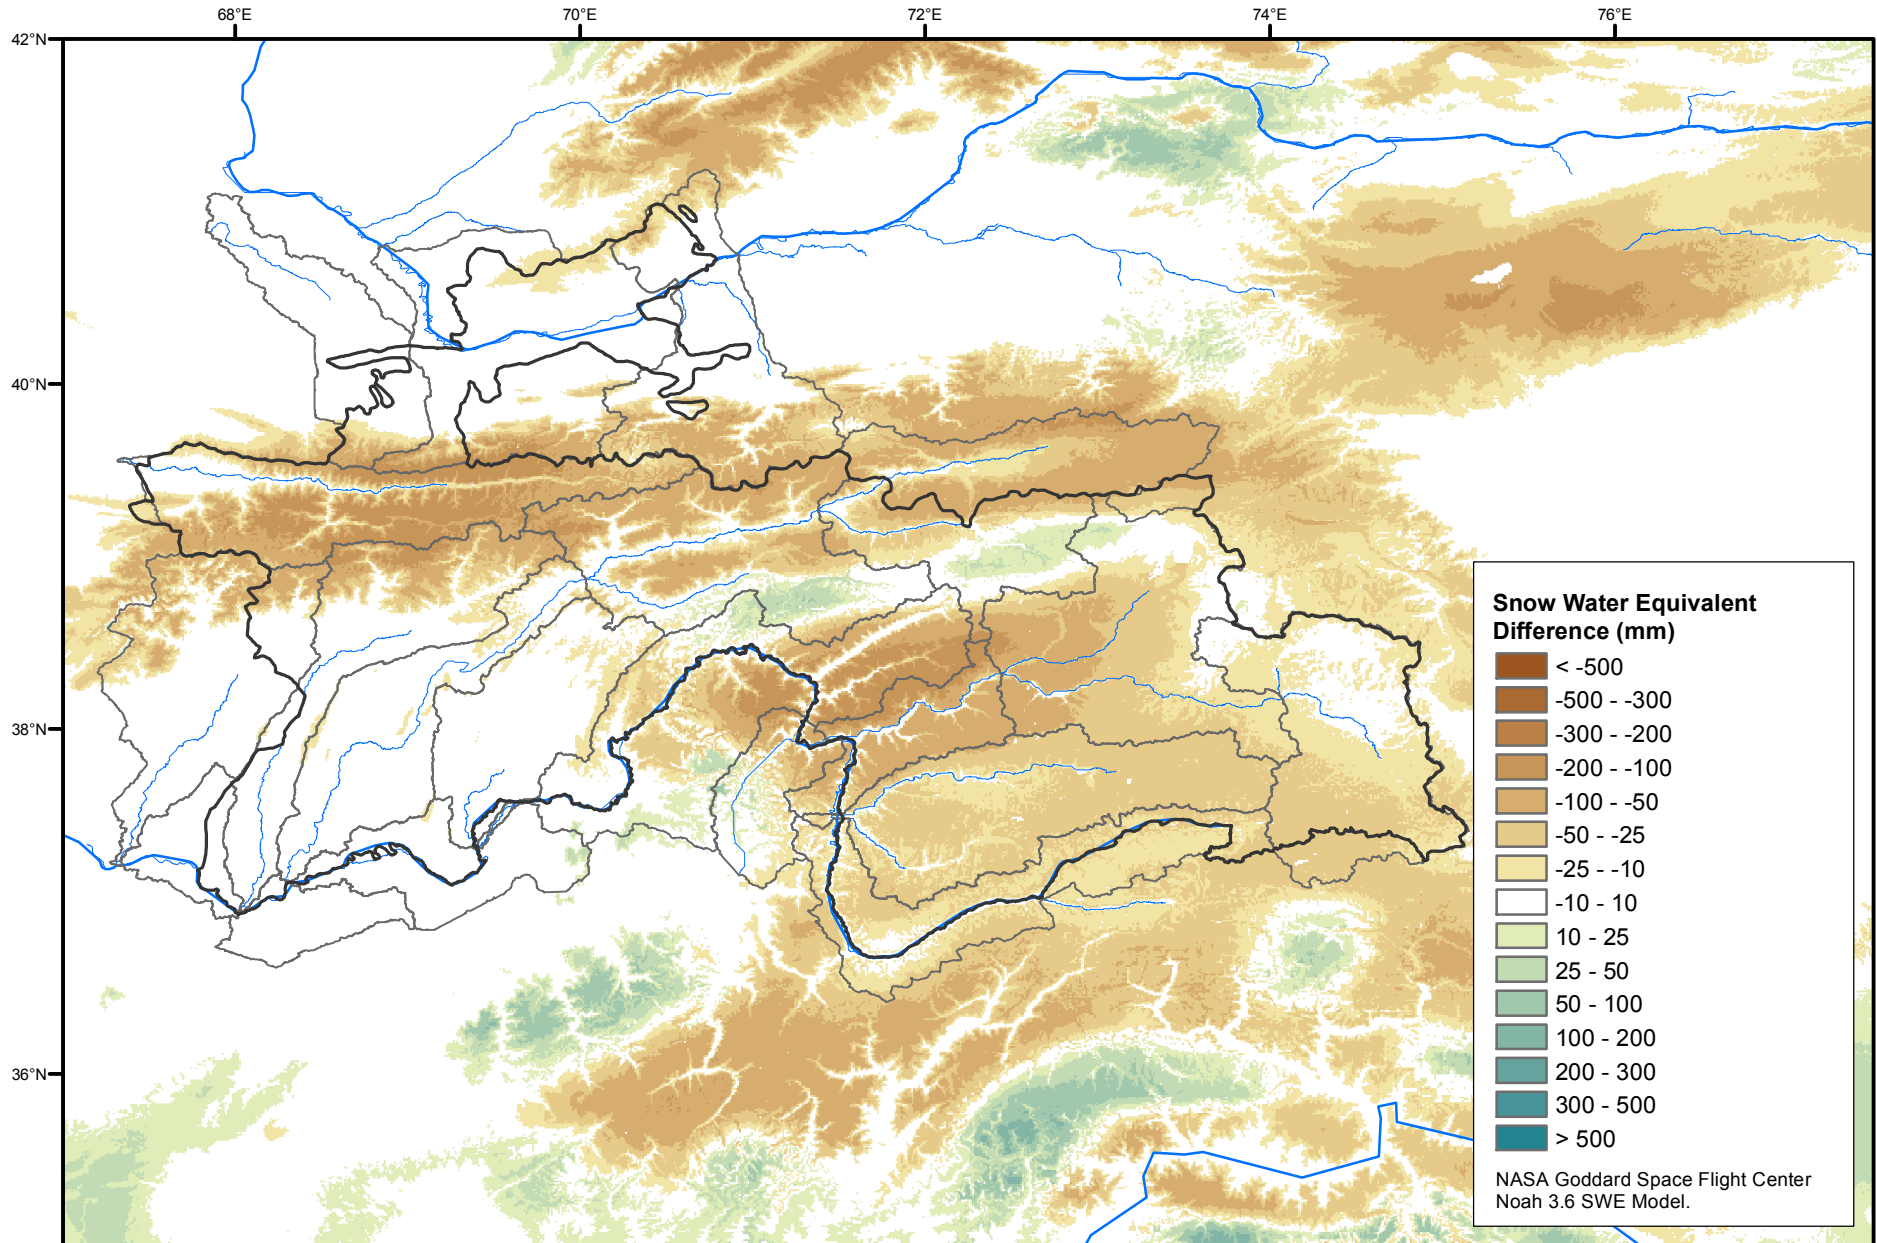 68°E
70°E
72°E
74°E
76°E
42°N
40°N
38°N
36°N
Snow Water Equivalent
Difference (mm)
< -500
-500 - -300
-300 - -200
-200 - -100
-100 - -50
-50 - -25
-25 - -10
-10 - 10
10 - 25
25 - 50
50 - 100
100 - 200
200 - 300
300 - 500
> 500
NASA Goddard Space Flight Center
Noah 3.6 SWE Model.